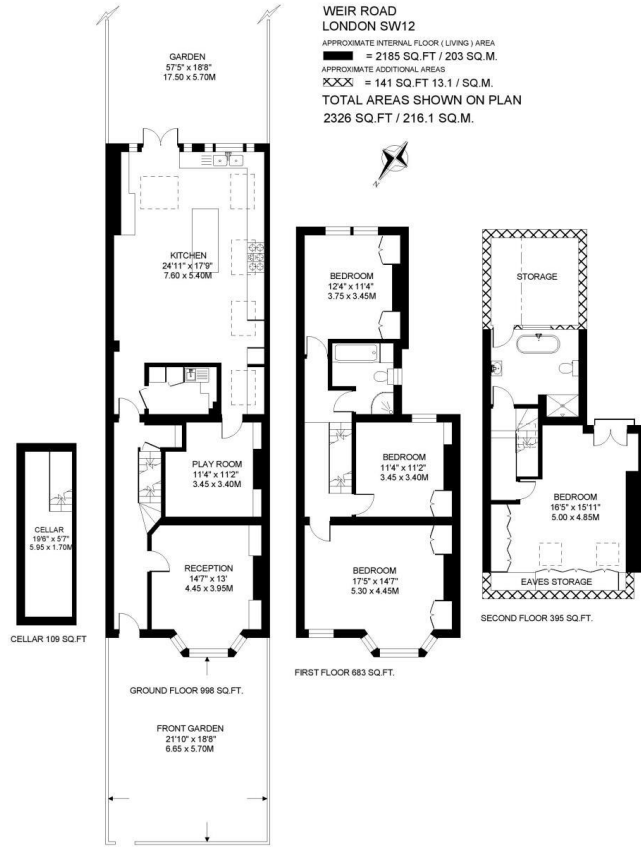 WEIR ROAD
LONDON SW12
APPROXIMATE INTERNAL FLOOR ( LIVING ) AREA
= 2185 SQ.FT / 203 SQ.M.
APPROXIMATE ADDITIONAL AREAS
= 141 SQ.FT 13.1 / SQ.M.
TOTAL AREAS SHOWN ON PLAN
2326 SQ.FT / 216.1 SQ.M.
N
GARDEN
57'5" x 18'8"
17.50 x 5.70M
KITCHEN
24'11" x 17'9"
7.60 x 5.40M
PLAY ROOM
11'4" x 11'2"
3.45 x 3.40M
RECEPTION
14'7" x 13'
4.45 x 3.95M
GROUND FLOOR 998 SQ.FT.
FRONT GARDEN
21'10" x 18'8"
6.65 x 5.70M
CELLAR
19'6" x 5'7"
5.95 x 1.70M
CELLAR 109 SQ.FT
BEDROOM
12'4" x 11'4"
3.75 x 3.45M
BEDROOM
11'4" x 11'2"
3.45 x 3.40M
BEDROOM
17'5" x 14'7"
5.30 x 4.45M
FIRST FLOOR 683 SQ.FT.
STORAGE
BEDROOM
16'5" x 15'11"
5.00 x 4.85M
EAVES STORAGE
SECOND FLOOR 395 SQ.FT.